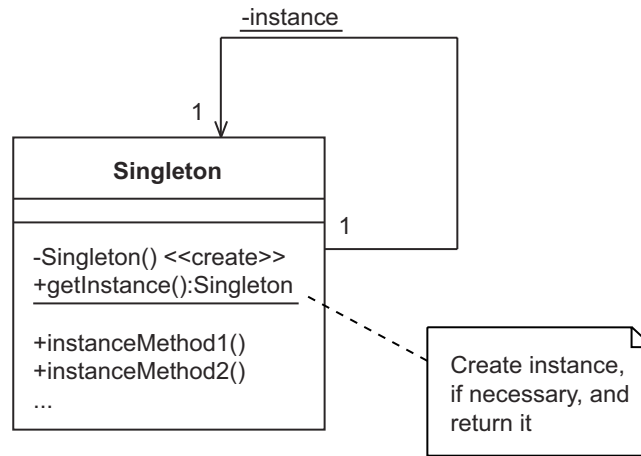 -instance
1
Singleton
1
-Singleton() <<create>>
+getInstance():Singleton
+instanceMethod1()
+instanceMethod2()
...
Create instance,
if necessary, and
return it